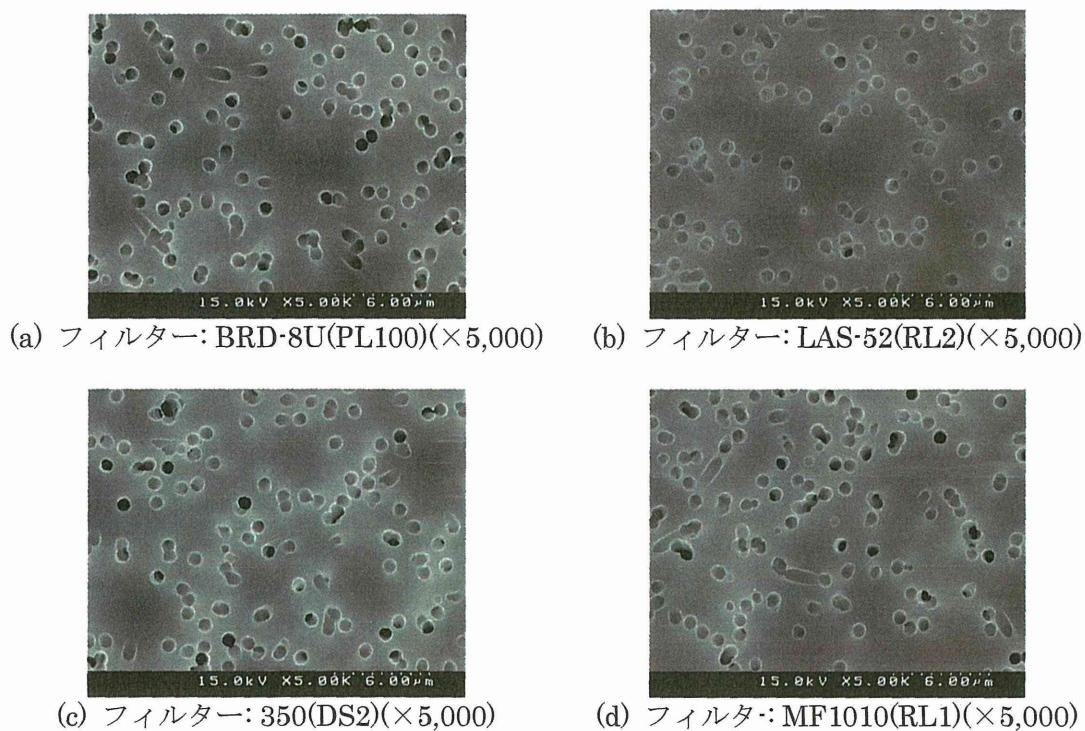 15.0kV X5.00K 6.00μm
15.0kV X5.00K 6.00μm
(a) フィルター: BRD-8U(PL100)(×5,000)
(b) フィルター: LAS-52(RL2)(×5,000)
15.0kV X5.00K 6.00μm
15.0kV X5.00K 6.00μm
(c) フィルター: 350(DS2)(×5,000)
(d) フィルタ-: MF1010(RL1)(×5,000)